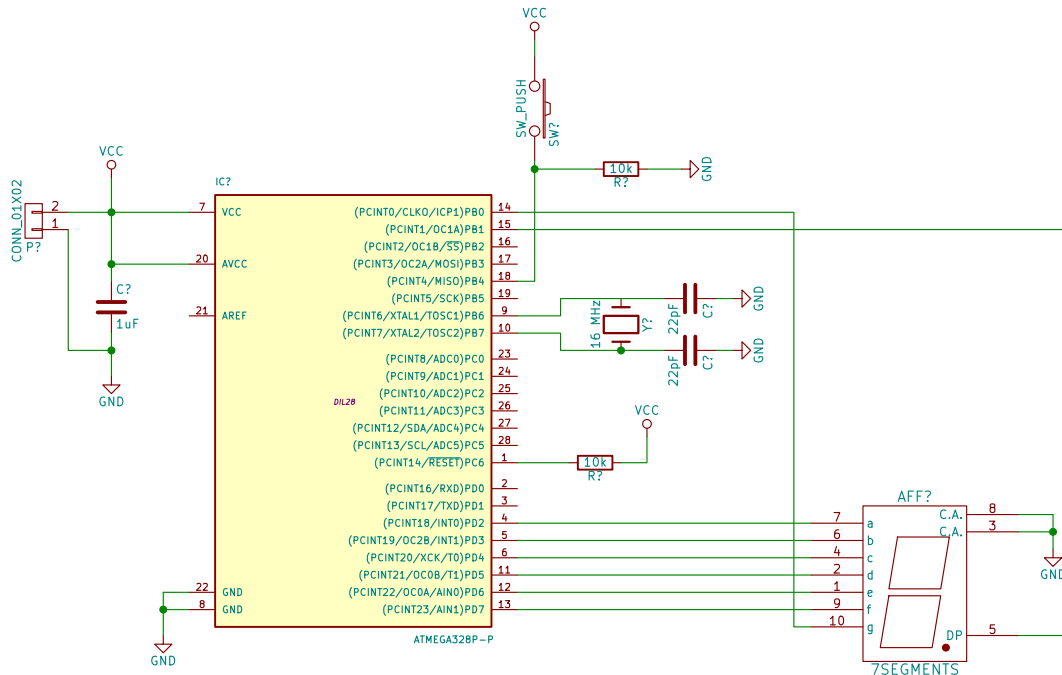 VCC
SW_PUSH
SW?
VCC
10k
R?
GND
IC?
CONN_01X02
2
1
P?
7 VCC
(PCINT0/CLKO/ICP1)PB0 14
(PCINT1/OC1A)PB1 15
(PCINT2/OC1B/SS)PB2 16
20 AVCC
(PCINT3/OC2A/MOSI)PB3 17
(PCINT4/MISO)PB4 18
C?
1uF
(PCINT5/SCK)PB5 19
21 AREF
(PCINT6/XTAL1/TOSC1)PB6 9
(PCINT7/XTAL2/TOSC2)PB7 10
16 MHz
Y?
22pF
C?
GND
22pF
C?
GND
GND
(PCINT8/ADC0)PC0 23
(PCINT9/ADC1)PC1 24
(PCINT10/ADC2)PC2 25
DIL28
(PCINT11/ADC3)PC3 26
(PCINT12/SDA/ADC4)PC4 27
(PCINT13/SCL/ADC5)PC5 28
(PCINT14/RESET)PC6 1
VCC
10k
R?
(PCINT16/RXD)PD0 2
(PCINT17/TXD)PD1 3
(PCINT18/INT0)PD2 4
(PCINT19/OC2B/INT1)PD3 5
(PCINT20/XCK/T0)PD4 6
(PCINT21/OC0B/T1)PD5 11
22 GND
(PCINT22/OC0A/AIN0)PD6 12
8 GND
(PCINT23/AIN1)PD7 13
GND
ATMEGA328P-P
AFF?
7 a
6 b
4 c
2 d
1 e
9 f
10 g
C.A. 8
C.A. 3
GND
DP 5
7SEGMENTS